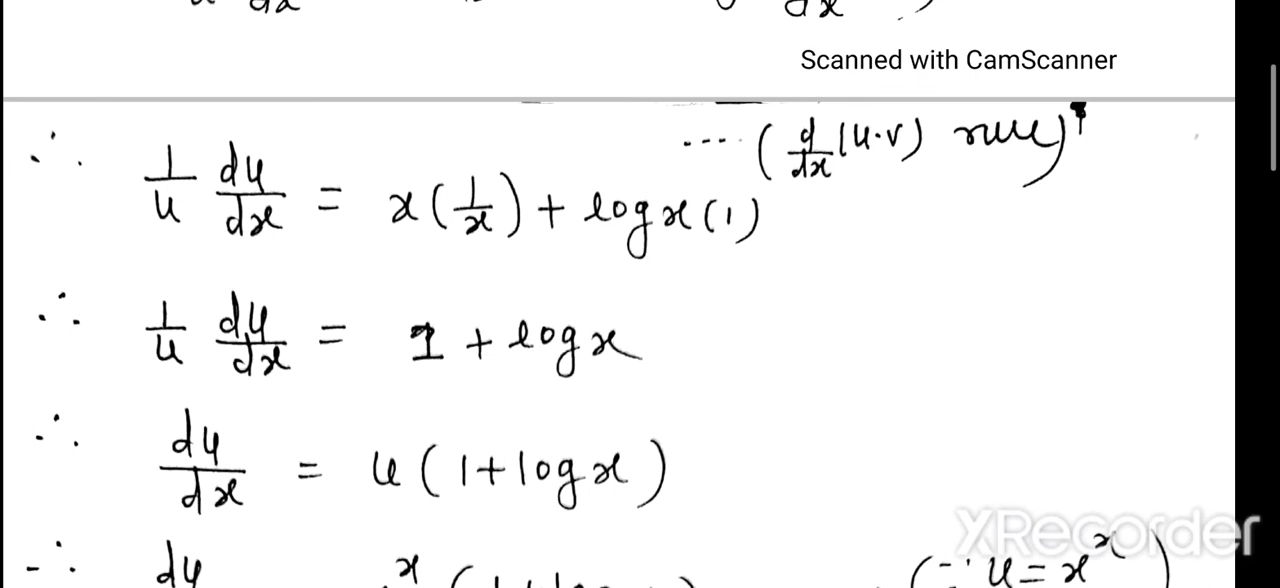 Scanned with CamScanner
.... (d/dx (u.v) rule)
∴ 1/u du/dx = x(1/x) + log x (1)
∴ 1/u du/dx = 1 + log x
∴ du/dx = u (1 + log x)
XRecorder
∴ du x (∵ u = x^x)